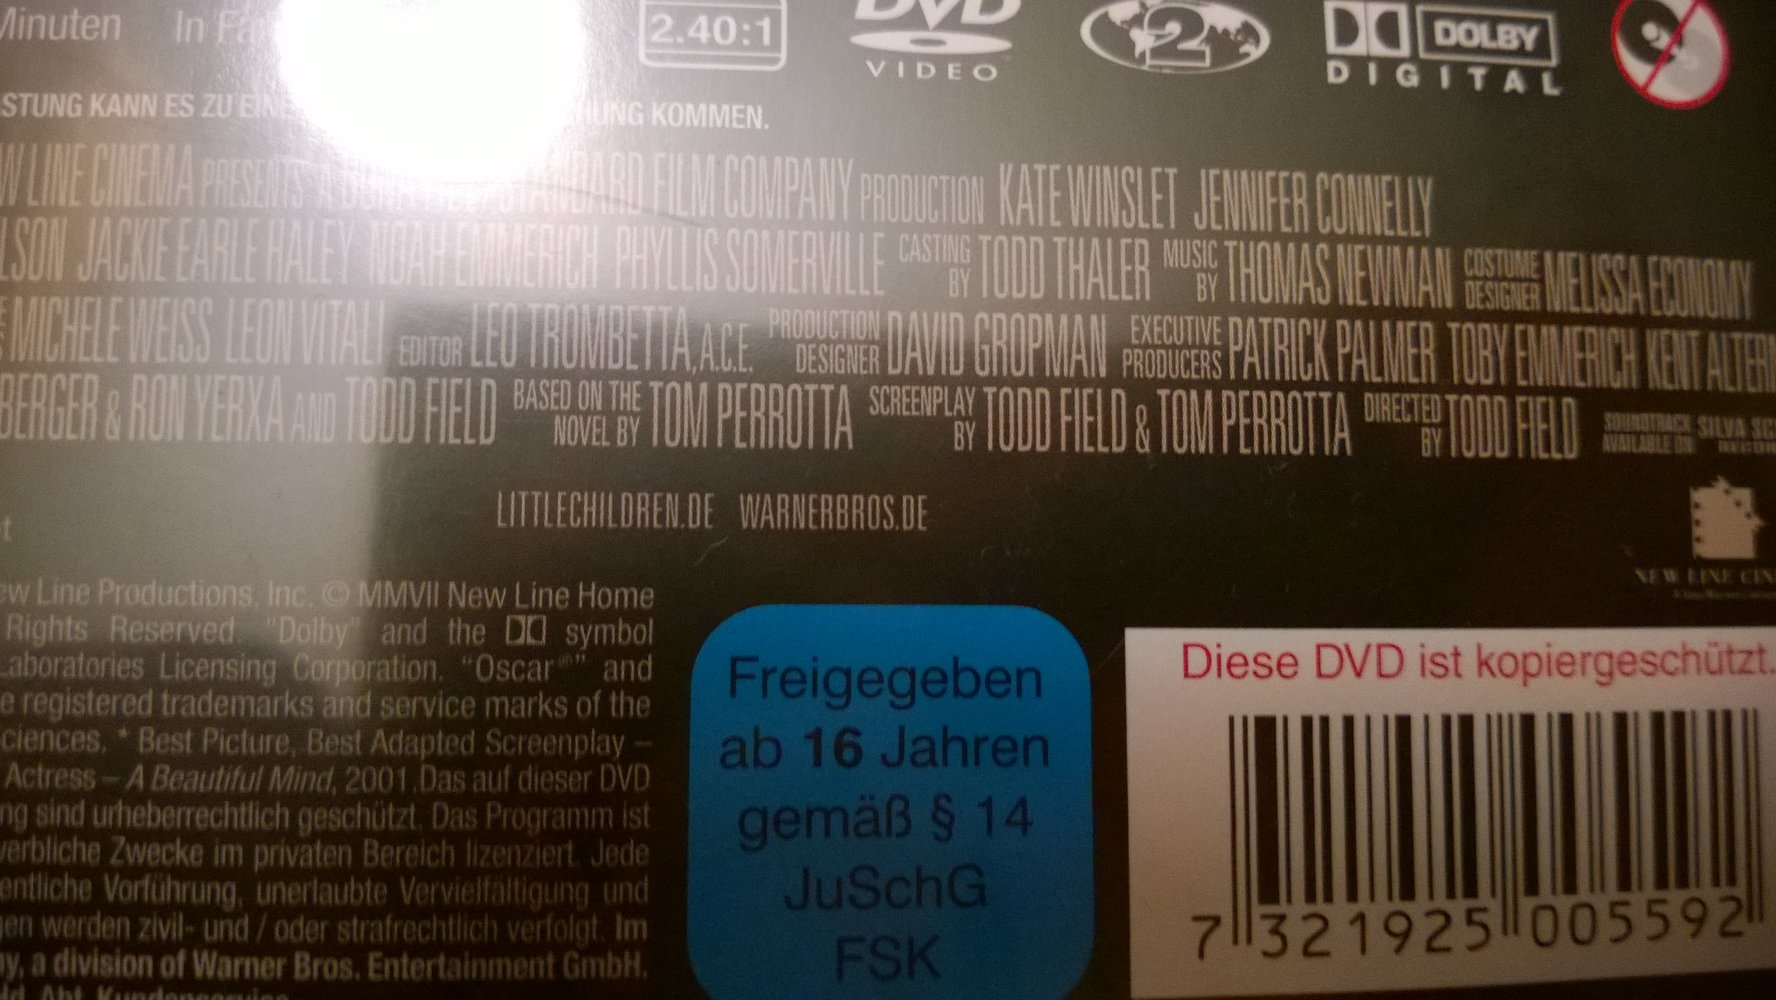 Minuten In
2.40:1
DVD
VIDEO
2
DOLBY
DIGITAL
STUNG KANN ES ZU KOMMEN.
LINE CINEMA PRESENTS FILM COMPANY PRODUCTION KATE WINSLET JENNIFER CONNELLY
LSON JACKIE EARLE HALEY NOAH EMMERICH PHYLLIS SOMERVILLE CASTING BY TODD THALER MUSIC BY THOMAS NEWMAN COSTUME DESIGNER MELISSA ECONOMY
MICHELE WEISS LEON VITALI EDITOR LEO TROMBETTA, A.C.E. PRODUCTION DESIGNER DAVID GROPMAN EXECUTIVE PRODUCERS PATRICK PALMER TOBY EMMERICH KENT ALTER
BERGER & RON YERXA AND TODD FIELD BASED ON THE NOVEL BY TOM PERROTTA SCREENPLAY BY TODD FIELD & TOM PERROTTA DIRECTED BY TODD FIELD SOUNDTRACK AVAILABLE ON SILVA
LITTLECHILDREN.DE WARNERBROS.DE
NEW LINE
t
ew Line Productions, Inc. © MMVII New Line Home
Rights Reserved. "Dolby" and the symbol
Laboratories Licensing Corporation. "Oscar®" and
e registered trademarks and service marks of the
ciences. * Best Picture, Best Adapted Screenplay –
Actress – A Beautiful Mind, 2001.Das auf dieser DVD
ng sind urheberrechtlich geschützt. Das Programm ist
werbliche Zwecke im privaten Bereich lizenziert. Jede
entliche Vorführung, unerlaubte Vervielfältigung und
gen werden zivil- und / oder strafrechtlich verfolgt. Im
y, a division of Warner Bros. Entertainment GmbH.
Abt. Kundenservice
Freigegeben
ab 16 Jahren
gemäß § 14
JuSchG
FSK
Diese DVD ist kopiergeschützt.
7 321925 005592